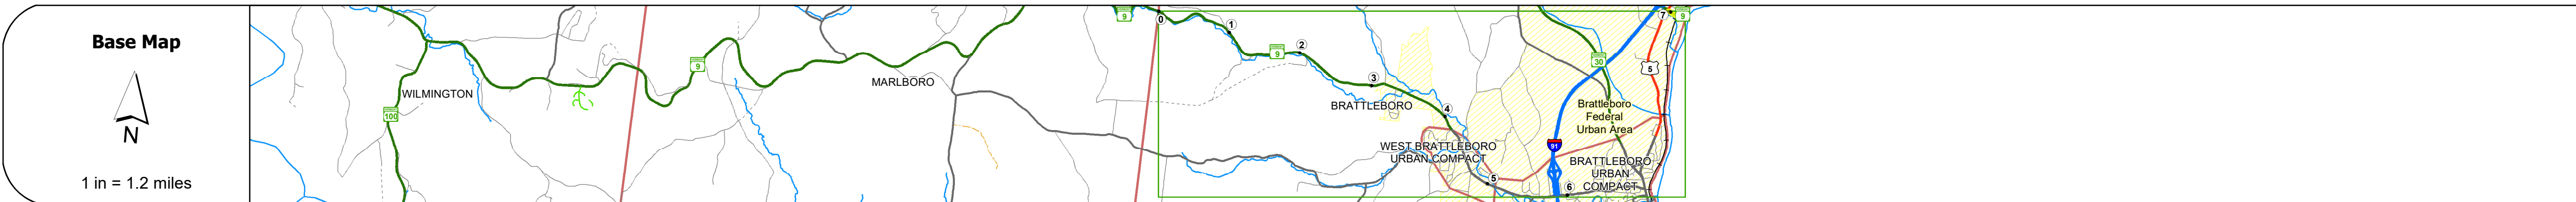 Base Map
N
1 in = 1.2 miles
WILMINGTON
100
9
MARLBORO
9
0
1
9
2
3
BRATTLEBORO
4
WEST BRATTLEBORO
URBAN COMPACT
5
30
5
7
9
Brattleboro
Federal
Urban Area
91
BRATTLEBORO
URBAN
COMPACT
6